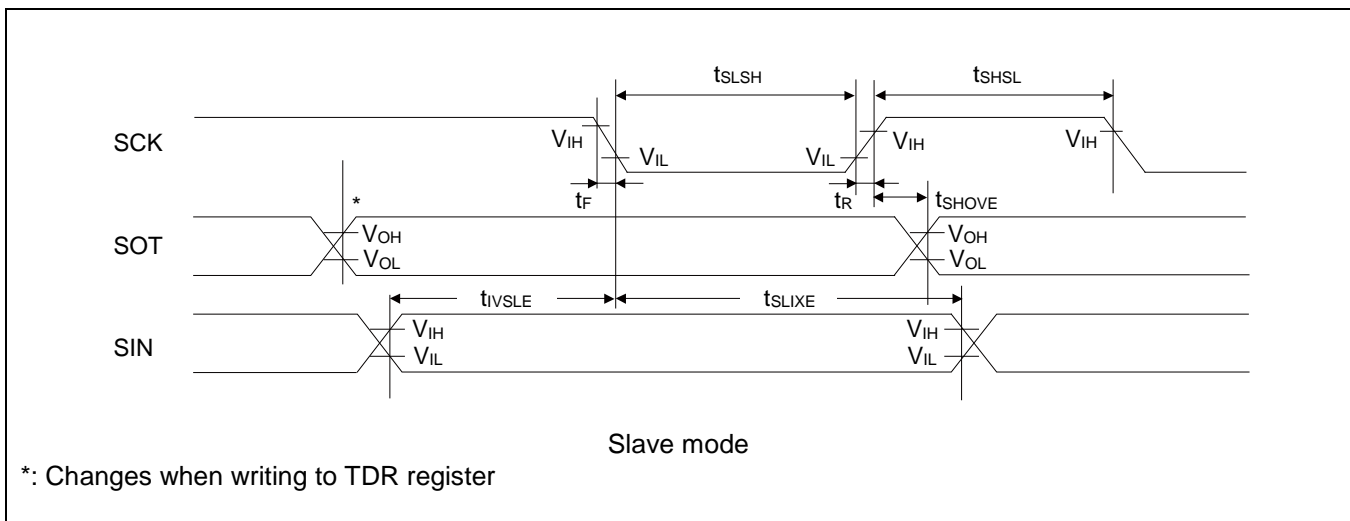 tSLSH tSHSL
SCK VIH VIL VIL VIH VIH
tF tR tSHOVE
*
SOT VOH VOH
VOL VOL
tIVSLE tSLIXE
SIN VIH VIH
VIL VIL
Slave mode
*: Changes when writing to TDR register